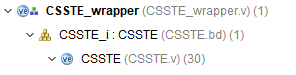 CSSTE_wrapper (CSSTE_wrapper.v) (1)
CSSTE_i : CSSTE (CSSTE.bd) (1)
CSSTE (CSSTE.v) (30)